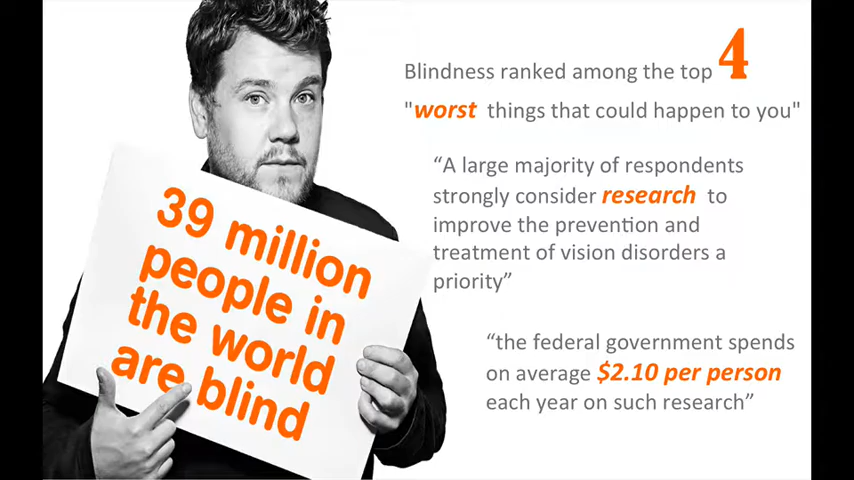 39 million
people in
the world
are blind
Blindness ranked among the top 4
"worst things that could happen to you"
“A large majority of respondents
strongly consider research to
improve the prevention and
treatment of vision disorders a
priority”
“the federal government spends
on average $2.10 per person
each year on such research”